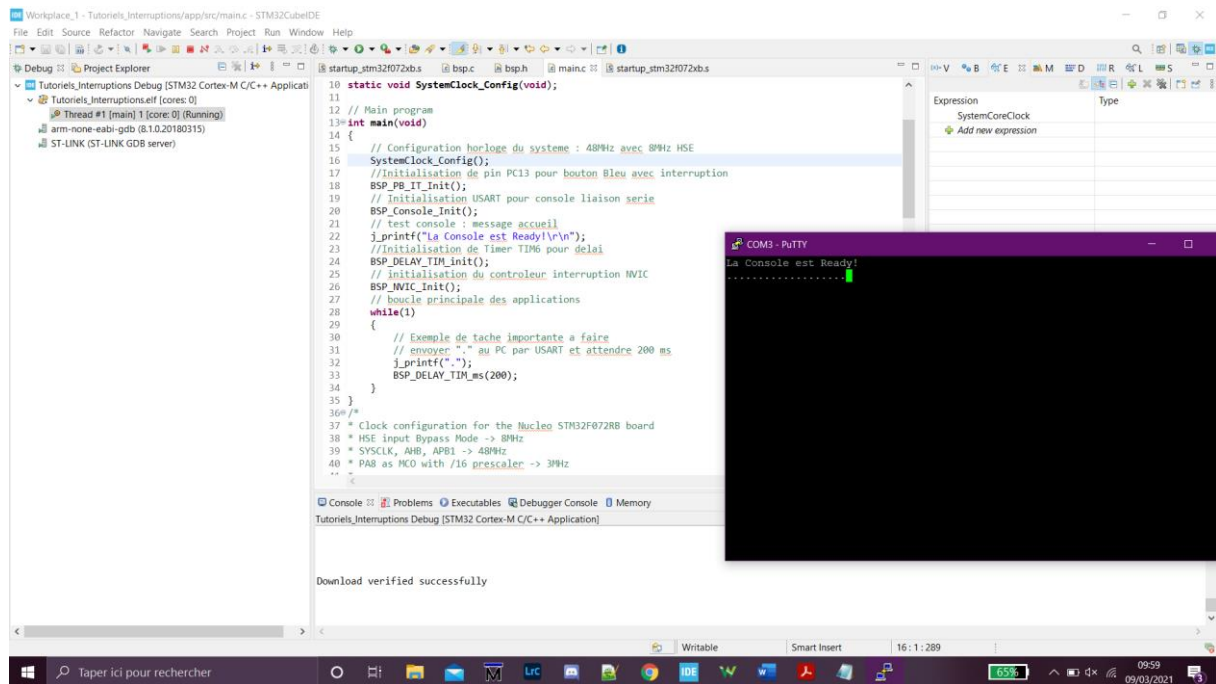 Workplace_1 - Tutoriels_Interruptions/app/src/main.c - STM32CubeIDE
File Edit Source Refactor Navigate Search Project Run Window Help
Debug Project Explorer
Tutoriels_Interruptions Debug [STM32 Cortex-M C/C++ Applicati
Tutoriels_Interruptions.elf [cores: 0]
Thread #1 [main] 1 [core: 0] (Running)
arm-none-eabi-gdb (8.1.0.20180315)
ST-LINK (ST-LINK GDB server)
startup_stm32f072xb.s bsp.c bsp.h main.c startup_stm32f072xb.s
10 static void SystemClock_Config(void);
11
12 // Main program
13 int main(void)
14 {
15 // Configuration horloge du systeme : 48MHz avec 8MHz HSE
16 SystemClock_Config();
17 //Initialisation de pin PC13 pour bouton Bleu avec interruption
18 BSP_PB_IT_Init();
19 // Initialisation USART pour console liaison serie
20 BSP_Console_Init();
21 // test console : message accueil
22 j_printf("La Console est Ready!\r\n");
23 //Initialisation de Timer TIM6 pour delai
24 BSP_DELAY_TIM_init();
25 // initialisation du controleur interruption NVIC
26 BSP_NVIC_Init();
27 // boucle principale des applications
28 while(1)
29 {
30 // Exemple de tache importante a faire
31 // envoyer "." au PC par USART et attendre 200 ms
32 j_printf(".");
33 BSP_DELAY_TIM_ms(200);
34 }
35 }
36 /*
37 * Clock configuration for the Nucleo STM32F072RB board
38 * HSE input Bypass Mode -> 8MHz
39 * SYSCLK, AHB, APB1 -> 48MHz
40 * PA8 as MCO with /16 prescaler -> 3MHz
V B E M D R L S
Expression Type
SystemCoreClock
Add new expression
COM3 - PuTTY
La Console est Ready!
...................
Console Problems Executables Debugger Console Memory
Tutoriels_Interruptions Debug [STM32 Cortex-M C/C++ Application]
Download verified successfully
Writable Smart Insert 16 : 1 : 289
Taper ici pour rechercher
LrC
IDE
65%
09:59
09/03/2021
3